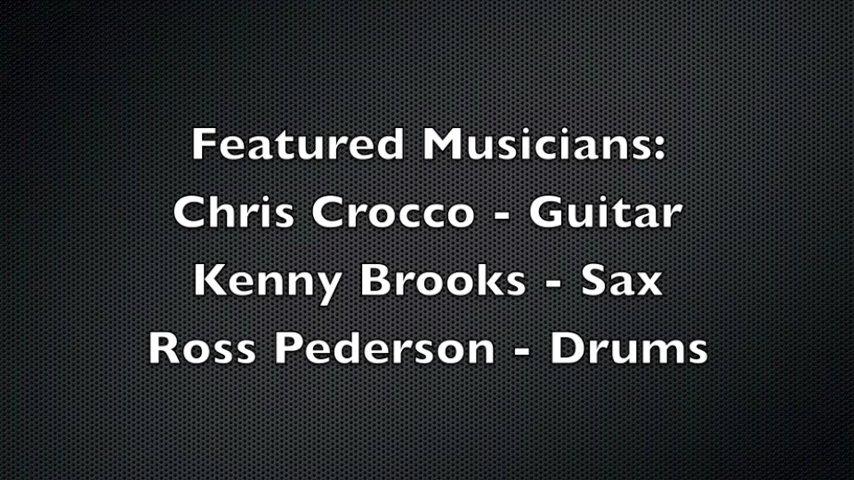 Featured Musicians:
Chris Crocco - Guitar
Kenny Brooks - Sax
Ross Pederson - Drums